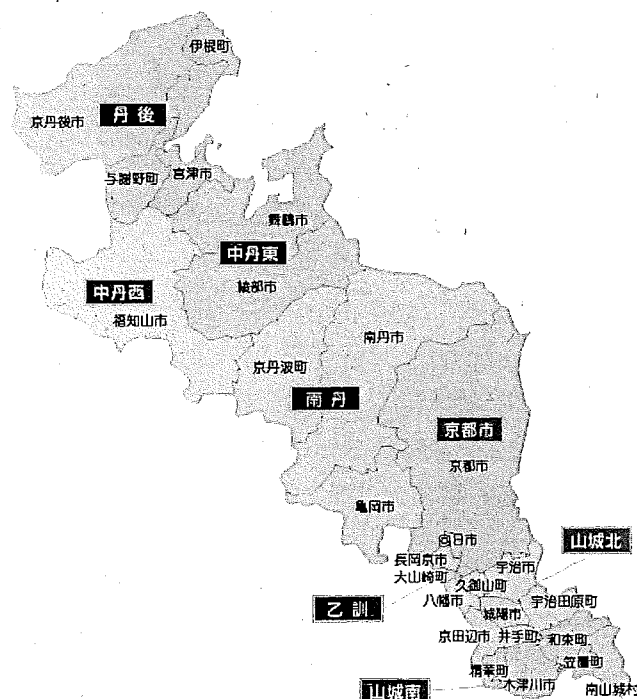 伊根町
丹後
京丹後市
与謝野町
宮津市
舞鶴市
中丹東
綾部市
中丹西
福知山市
南丹市
京丹波町
南丹
京都市
京都市
亀岡市
向日市
長岡京市
大山崎町
乙訓
山城北
宇治市
久御山町
八幡市
城陽市
宇治田原町
京田辺市
井手町
和束町
精華町
笠置町
木津川市
南山城村
山城南